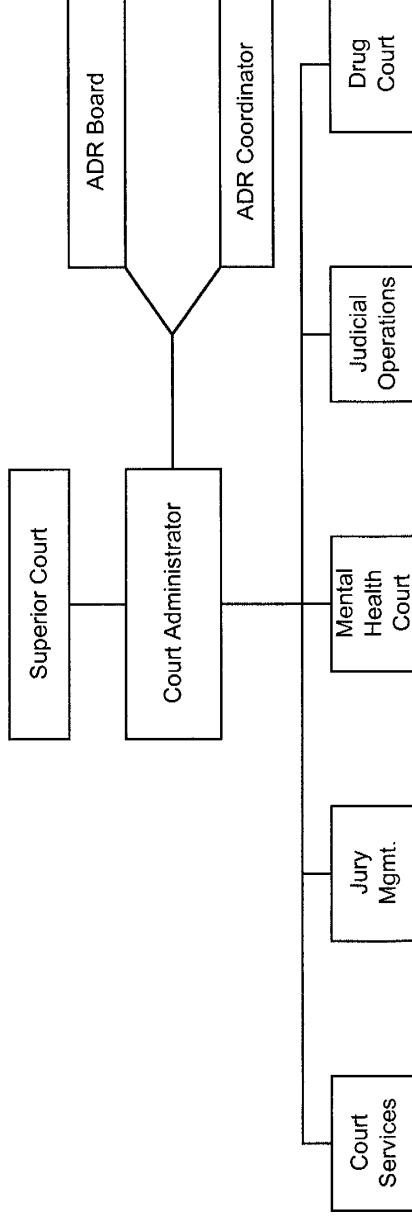 Superior Court
ADR Board
Court Administrator
ADR Coordinator
Court
Services
Jury
Mgmt.
Mental
Health
Court
Judicial
Operations
Drug
Court